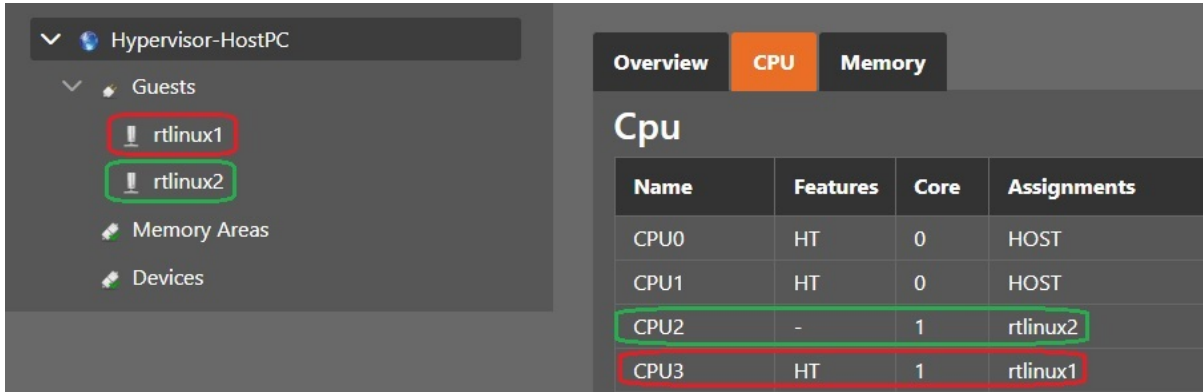 Hypervisor-HostPC
Guests
rtlinux1
rtlinux2
Memory Areas
Devices
Overview CPU Memory
Cpu
Name Features Core Assignments
CPU0 HT 0 HOST
CPU1 HT 0 HOST
CPU2 - 1 rtlinux2
CPU3 HT 1 rtlinux1